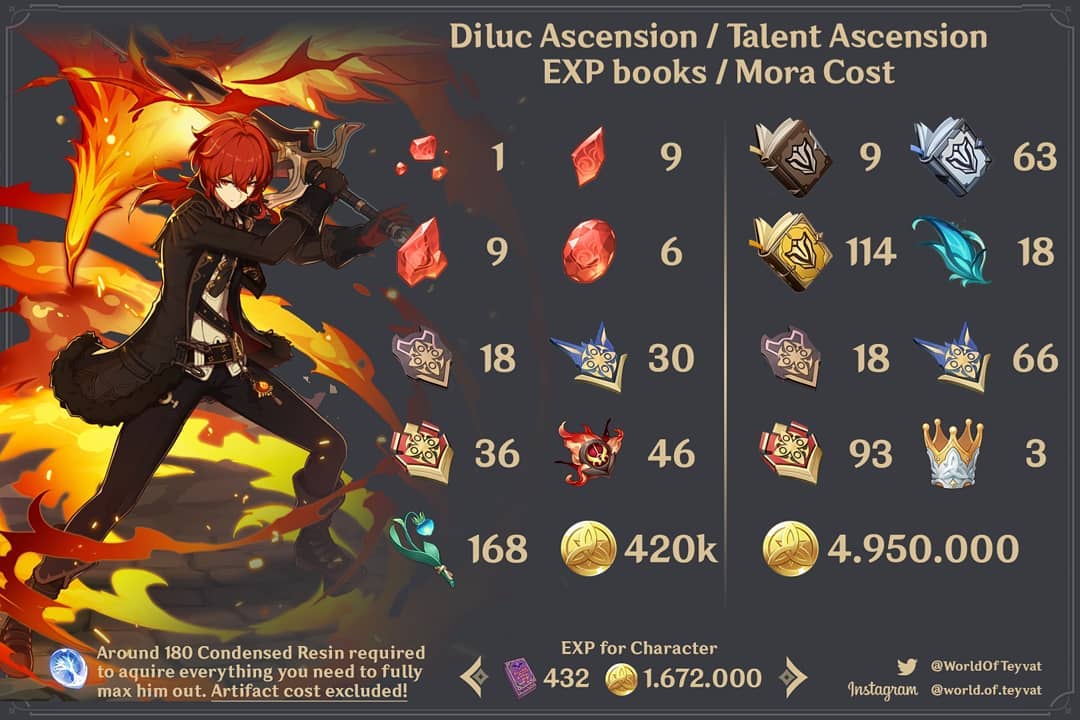 Diluc Ascension / Talent Ascension
EXP books / Mora Cost
1 9 9 63
9 6 114 18
18 30 18 66
36 46 93 3
168 420k 4.950.000
Around 180 Condensed Resin required
to aquire everything you need to fully
max him out. Artifact cost excluded!
EXP for Character
432 1.672.000
@WorldOfTeyvat
Instagram @world.of.teyvat